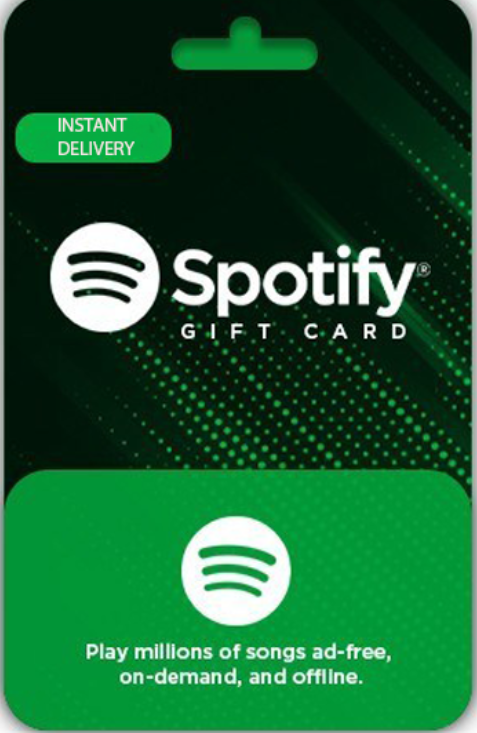 INSTANT
DELIVERY
Spotify®
GIFT CARD
Play millions of songs ad-free,
on-demand, and offline.